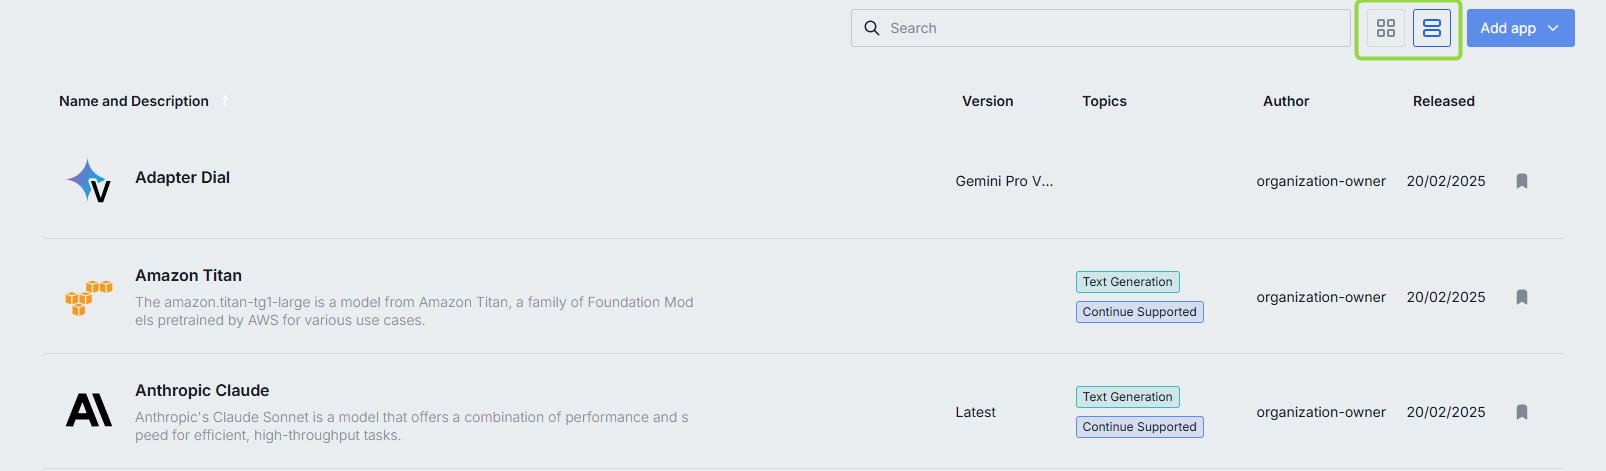 Search
Add app
Name and Description
Version
Topics
Author
Released
V
Adapter Dial
Gemini Pro V...
organization-owner
20/02/2025
Amazon Titan
The amazon.titan-tg1-large is a model from Amazon Titan, a family of Foundation Mod
els pretrained by AWS for various use cases.
Text Generation
Continue Supported
organization-owner
20/02/2025
Anthropic Claude
Anthropic's Claude Sonnet is a model that offers a combination of performance and s
peed for efficient, high-throughput tasks.
Latest
Text Generation
Continue Supported
organization-owner
20/02/2025